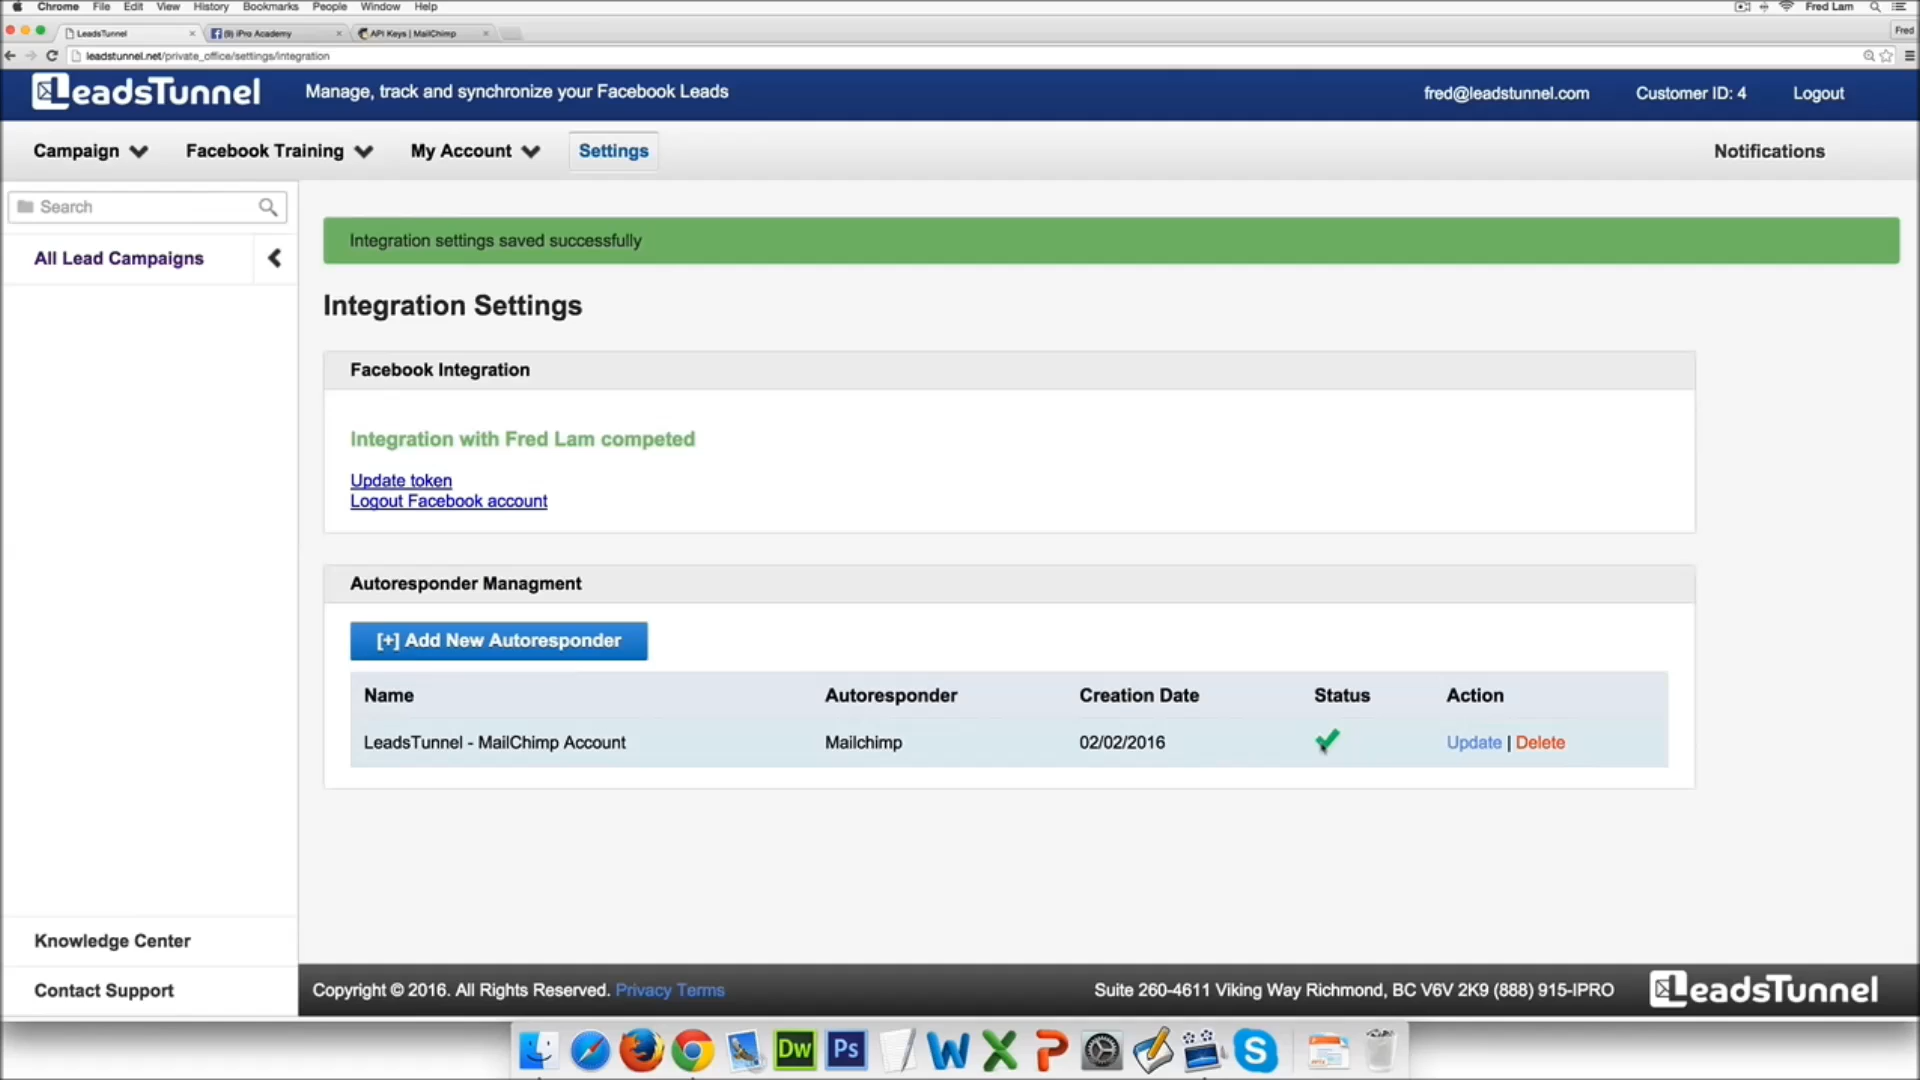 Chrome File Edit View History Bookmarks People Window Help Fred Lam
LeadsTunnel (9) iPro Academy API Keys | MailChimp Fred
leadstunnel.net/private_office/settings/integration
LeadsTunnel Manage, track and synchronize your Facebook Leads fred@leadstunnel.com Customer ID: 4 Logout
Campaign Facebook Training My Account Settings Notifications
Search
All Lead Campaigns
Integration settings saved successfully
Integration Settings
Facebook Integration
Integration with Fred Lam competed
Update token
Logout Facebook account
Autoresponder Managment
[+] Add New Autoresponder
Name Autoresponder Creation Date Status Action
LeadsTunnel - MailChimp Account Mailchimp 02/02/2016 Update | Delete
Knowledge Center
Contact Support
Copyright © 2016. All Rights Reserved. Privacy Terms Suite 260-4611 Viking Way Richmond, BC V6V 2K9 (888) 915-IPRO LeadsTunnel
Dw Ps W X P S